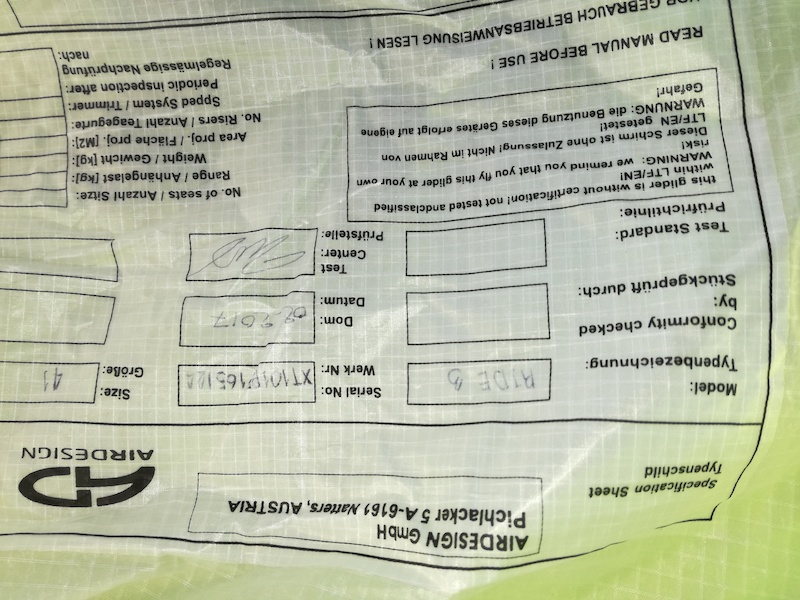 Specification Sheet
Typenschild
AIRDESIGN GmbH
Pichlacker 5 A-6161 Natters, AUSTRIA
AIRDESIGN
Model:
Typenbezeichnung:
RIDE 3
Serial No.:
Werk Nr:
Size:
Größe:
41
Conformity checked
by:
Stückgeprüft durch:
Dom:
Datum:
02.2017
Test Standard:
Prüfrichtilinie:
Test
Center:
Prüfstelle:
this glider is without certification! not tested andclassified
within LTF/EN!
WARNING: we remind you that you fly this glider at your own
risk!
Dieser Schirm ist ohne Zulassung! Nicht im Rahmen von
LTF/EN getestet!
WARNUNG: die Benutzung dieses Gerätes erfolgt auf eigene
Gefahr!
No. of seats / Anzahl Sitze:
Range / Anhängelast [kg]:
Weight / Gewicht [kg]:
Area proj. / Fläche proj. [M2]:
No. Risers / Anzahl Teagegurte:
Spped System / Trimmer:
Periodic inspection after:
Regelmässige Nachprüfung
nach:
READ MANUAL BEFORE USE !
VOR GEBRAUCH BETRIEBSANWEISUNG LESEN !